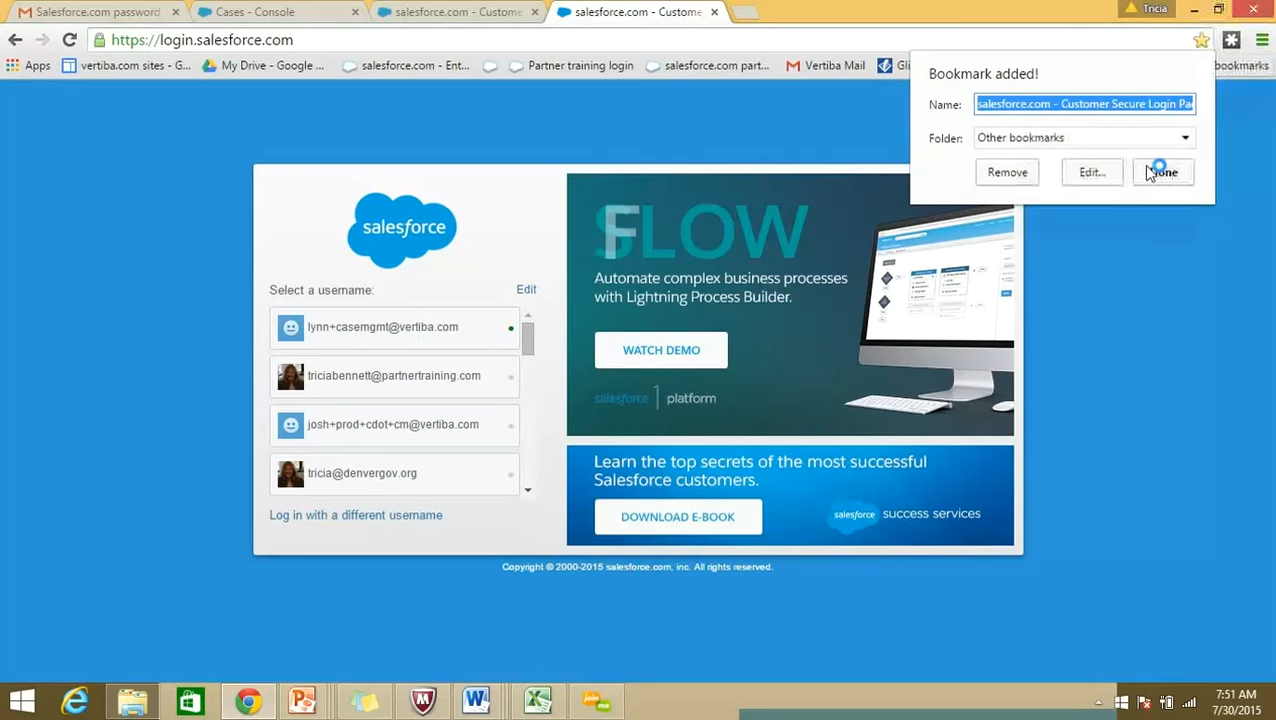 Salesforce.com password
Cases - Console
salesforce.com - Custome
salesforce.com - Custome
Tricia
https://login.salesforce.com
Apps
vertiba.com sites - G...
My Drive - Google ...
salesforce.com - Ent...
Partner training login
salesforce.com part...
Vertiba Mail
Gli
bookmarks
Bookmark added!
Name: salesforce.com - Customer Secure Login Pa
Folder: Other bookmarks
Remove
Edit...
salesforce
Select a username:
Edit
lynn+casemgmt@vertiba.com
triciabennett@partnertraining.com
josh+prod+cdot+cm@vertiba.com
tricia@denvergov.org
Log in with a different username
FLOW
Automate complex business processes
with Lightning Process Builder.
WATCH DEMO
salesforce1 platform
Learn the top secrets of the most successful
Salesforce customers.
DOWNLOAD E-BOOK
salesforce success services
Copyright © 2000-2015 salesforce.com, inc. All rights reserved.
join.me
7:51 AM
7/30/2015